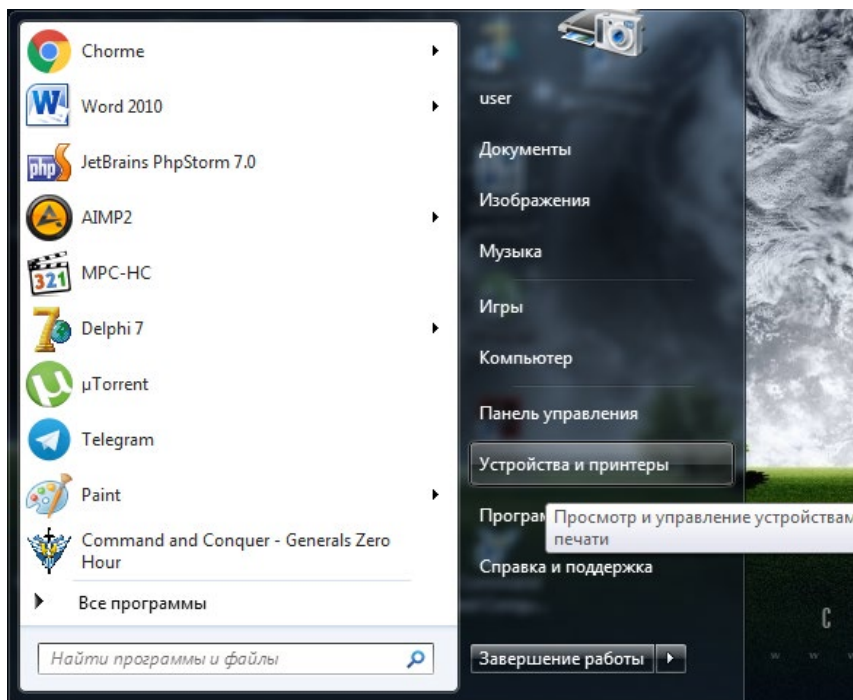 Chorme
Word 2010
JetBrains PhpStorm 7.0
AIMP2
MPC-HC
Delphi 7
µTorrent
Telegram
Paint
Command and Conquer - Generals Zero
Hour
Все программы
Найти программы и файлы
user
Документы
Изображения
Музыка
Игры
Компьютер
Панель управления
Устройства и принтеры
Просмотр и управление устройствам
печати
Справка и поддержка
Завершение работы
php
321
C
w w